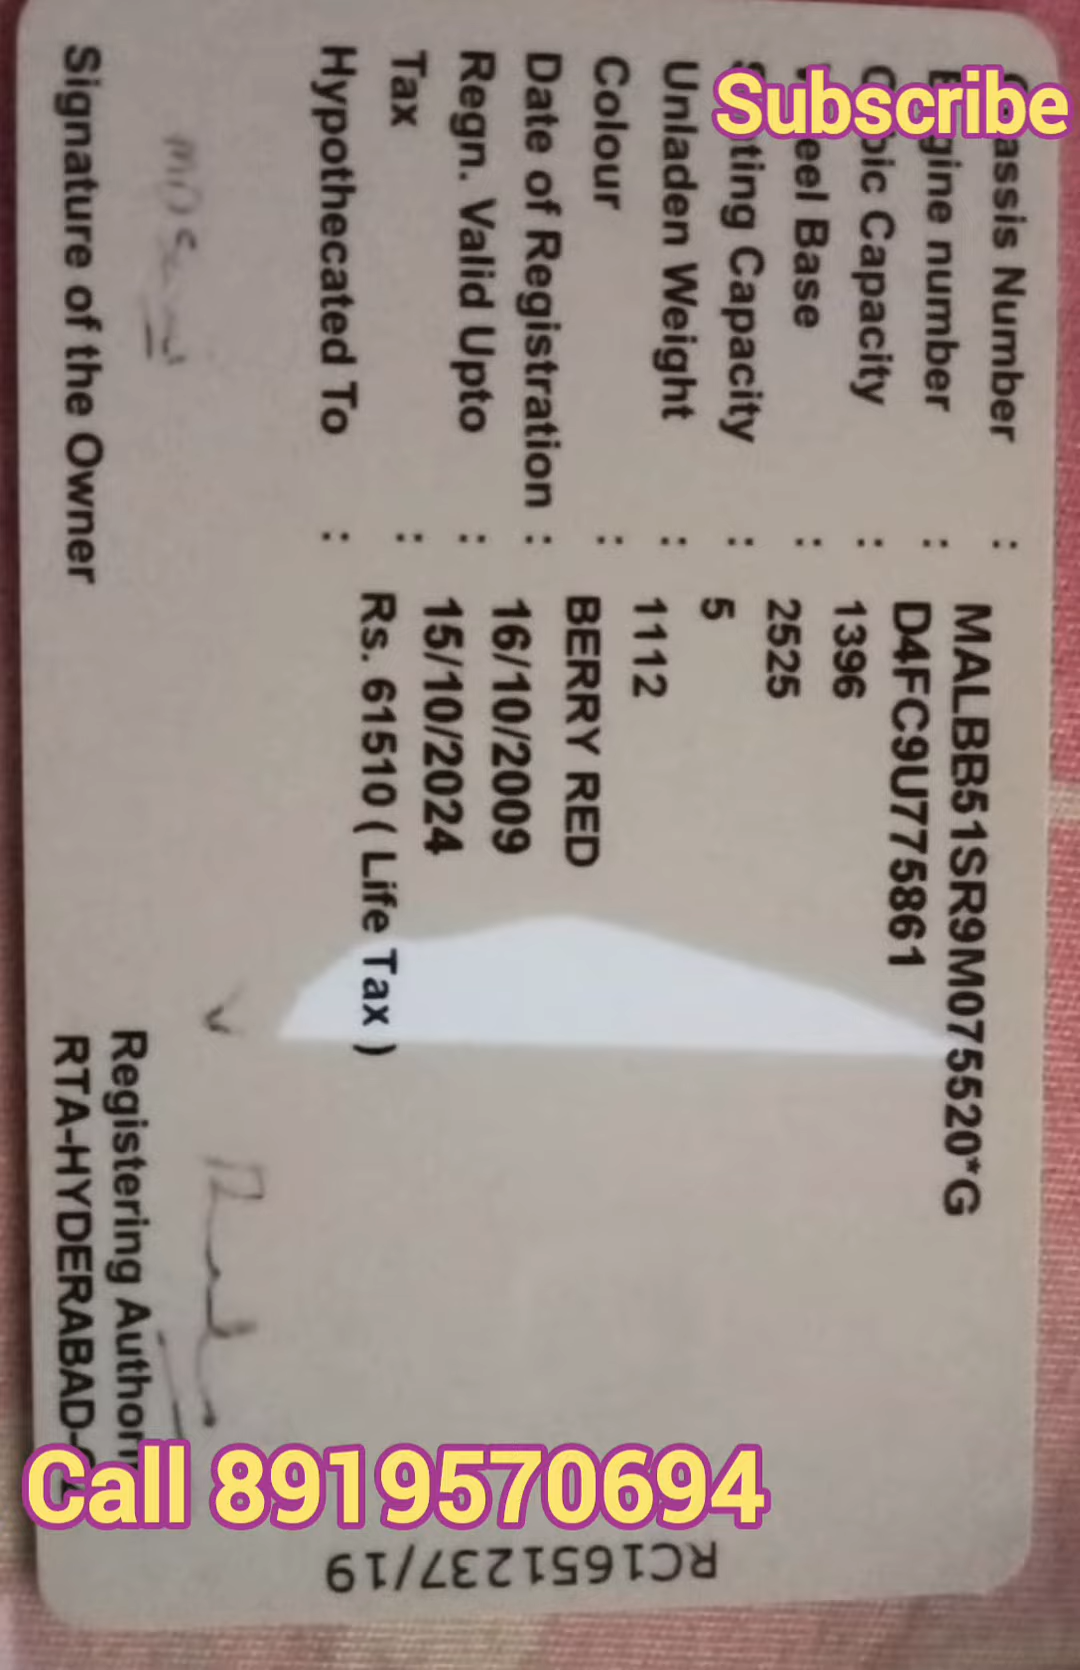 Subscribe
Chassis Number : MALBB51SR9M075520*G
Engine number : D4FC9U775861
Cubic Capacity : 1396
Wheel Base : 2525
Seating Capacity : 5
Unladen Weight : 1112
Colour : BERRY RED
Date of Registration : 16/10/2009
Regn. Valid Upto : 15/10/2024
Tax : Rs. 61510 ( Life Tax )
Hypothecated To :
Signature of the Owner
Registering
RTA-HYDERABAD-
Call 8919570694
RC1651237/19